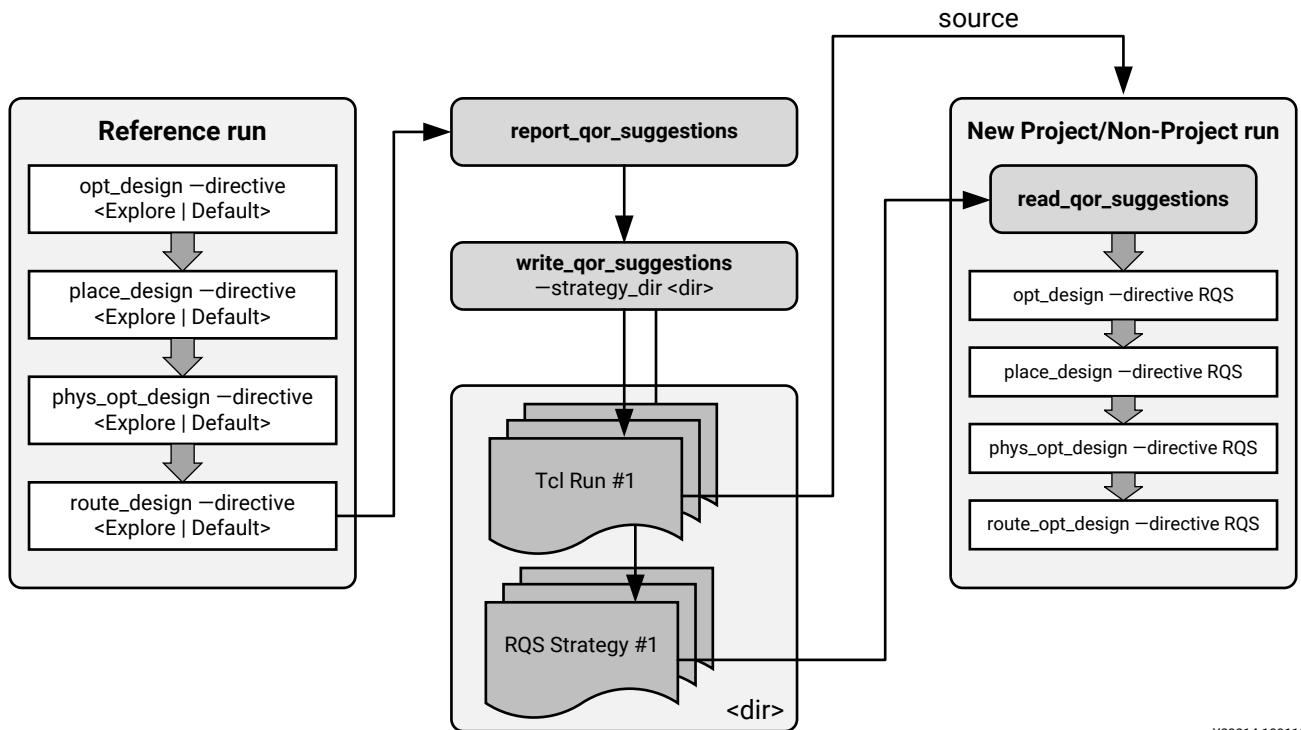 source
Reference run
opt_design —directive
<Explore | Default>
place_design —directive
<Explore | Default>
phys_opt_design —directive
<Explore | Default>
route_design —directive
<Explore | Default>
report_qor_suggestions
write_qor_suggestions
—strategy_dir <dir>
Tcl Run #1
RQS Strategy #1
<dir>
New Project/Non-Project run
read_qor_suggestions
opt_design —directive RQS
place_design —directive RQS
phys_opt_design —directive RQS
route_opt_design —directive RQS